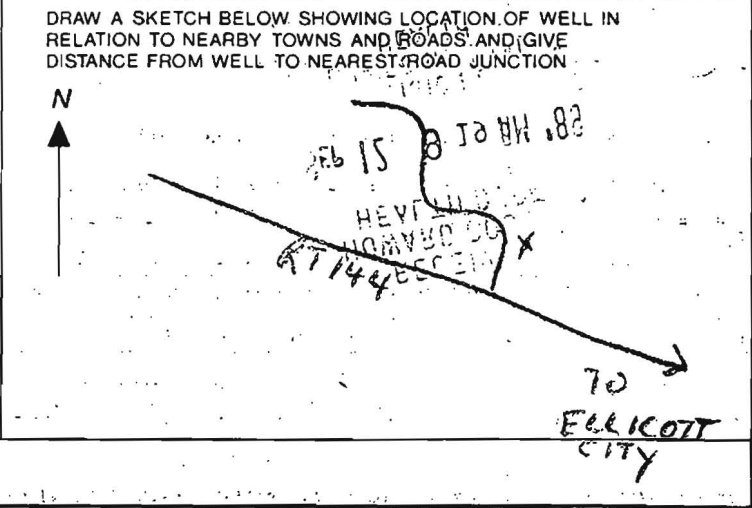 DRAW A SKETCH BELOW SHOWING LOCATION OF WELL IN
RELATION TO NEARBY TOWNS AND ROADS AND GIVE
DISTANCE FROM WELL TO NEAREST ROAD JUNCTION
N
X
RT 144
TO
ELLICOTT
CITY